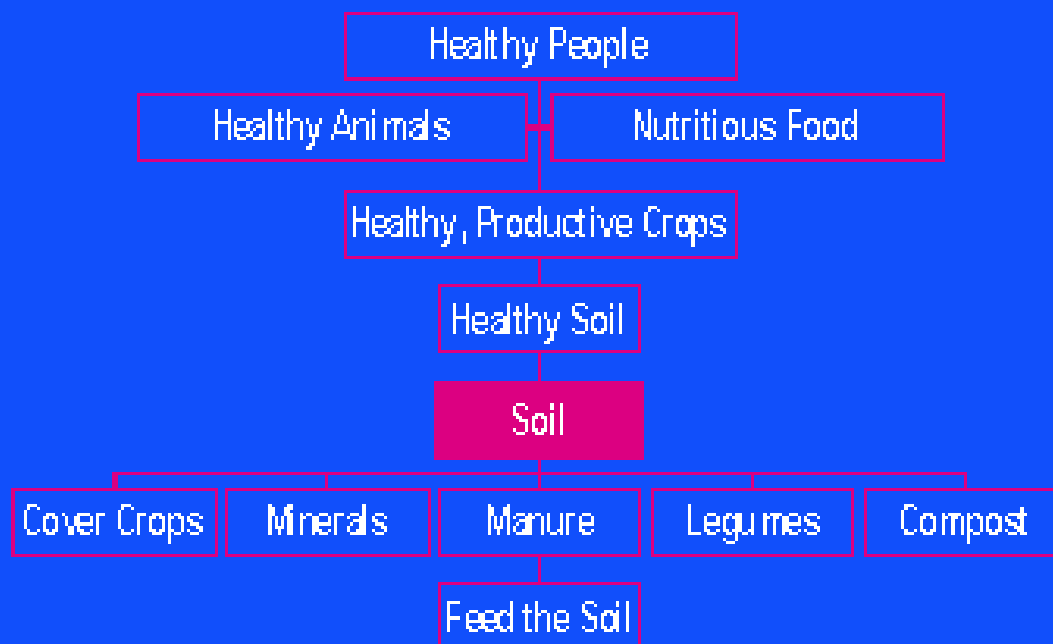 Healthy People
Healthy Animals
Nutritious Food
Healthy, Productive Crops
Healthy Soil
Soil
Cover Crops
Minerals
Manure
Legumes
Compost
Feed the Soil